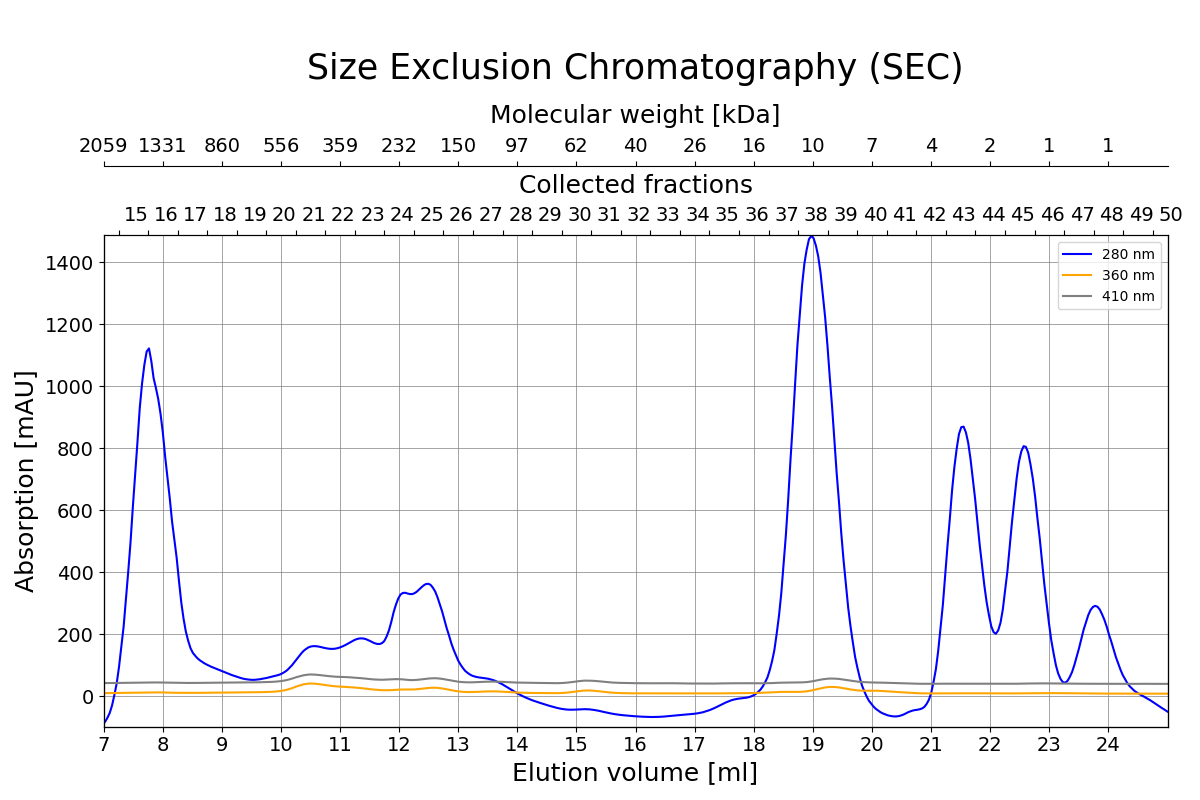 Size Exclusion Chromatography (SEC)
Molecular weight [kDa]
2059 1331 860 556 359 232 150 97 62 40 26 16 10 7 4 2 1 1
Collected fractions
15 16 17 18 19 20 21 22 23 24 25 26 27 28 29 30 31 32 33 34 35 36 37 38 39 40 41 42 43 44 45 46 47 48 49 50
1400
1200
1000
800
600
400
200
0
Absorption [mAU]
280 nm
360 nm
410 nm
7 8 9 10 11 12 13 14 15 16 17 18 19 20 21 22 23 24
Elution volume [ml]